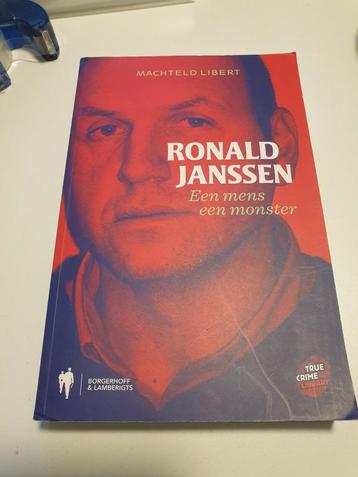 MACHTELD LIBERT
RONALD
JANSSEN
Een mens
een monster
BORGERHOFF
& LAMBERIGTS
TRUE
CRIME
LIBRARY